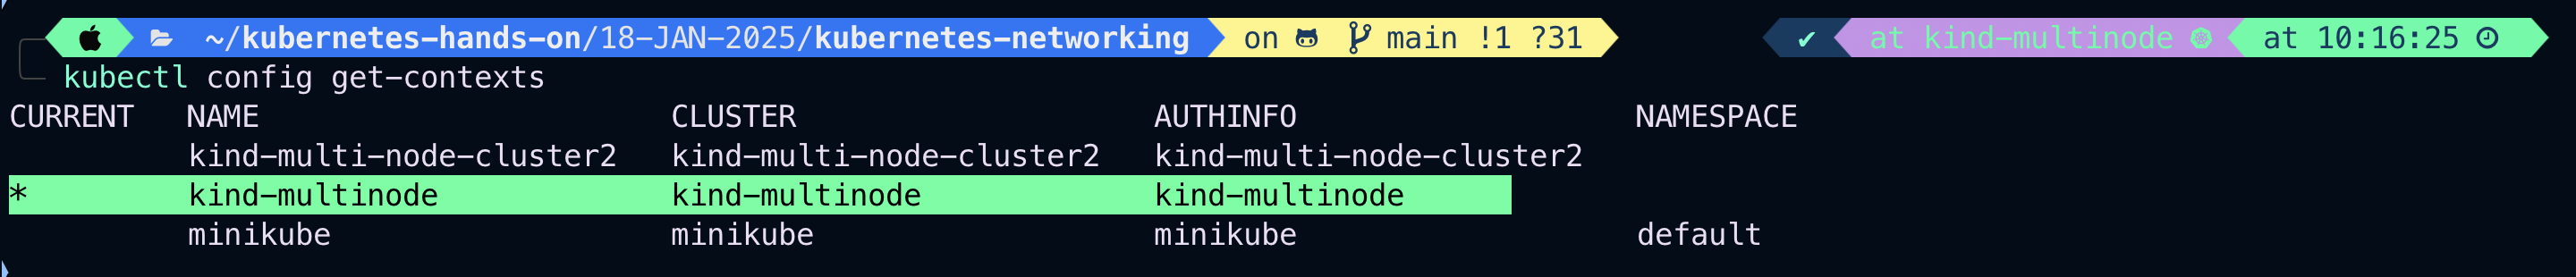 ~/kubernetes-hands-on/18-JAN-2025/kubernetes-networking on main !1 ?31 ✔ at kind-multinode at 10:16:25
kubectl config get-contexts
CURRENT NAME CLUSTER AUTHINFO NAMESPACE
kind-multi-node-cluster2 kind-multi-node-cluster2 kind-multi-node-cluster2
* kind-multinode kind-multinode kind-multinode
minikube minikube minikube default